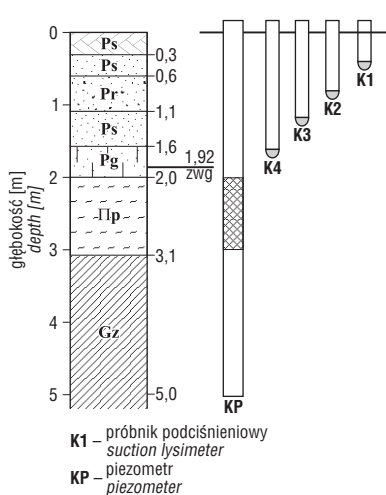 0
Ps
0,3
Ps
0,6
Pr
1
1,1
Ps
1,6
Pg
1,92
zwg
2
2,0
Πp
3
3,1
4
Gz
5
5,0
głębokość [m]
depth [m]
K1
K2
K3
K4
KP
K1 – próbnik podciśnieniowy
suction lysimeter
KP – piezometr
piezometer